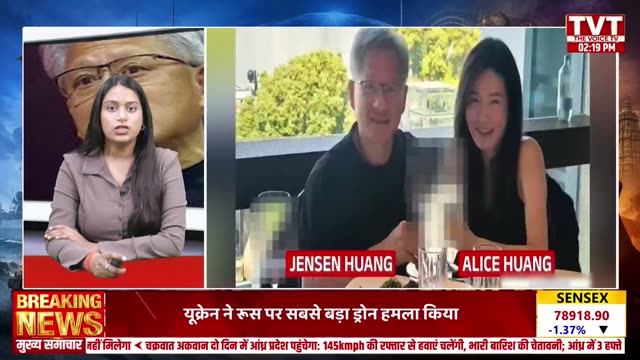 TVT
THE VOICE TV
02:19 PM
JENSEN HUANG
ALICE HUANG
BREAKING
NEWS
यूक्रेन ने रूस पर सबसे बड़ा ड्रोन हमला किया
SENSEX
78918.90
-1.37%
मुख्य समाचार
नहीं मिलेगा
चक्रवात अकवान दो दिन में आंध्र प्रदेश पहुंचेगा: 145kmph की रफ्तार से हवाएं चलेंगी, भारी बारिश की चेतावनी; आंध्र में 3 हफ्ते